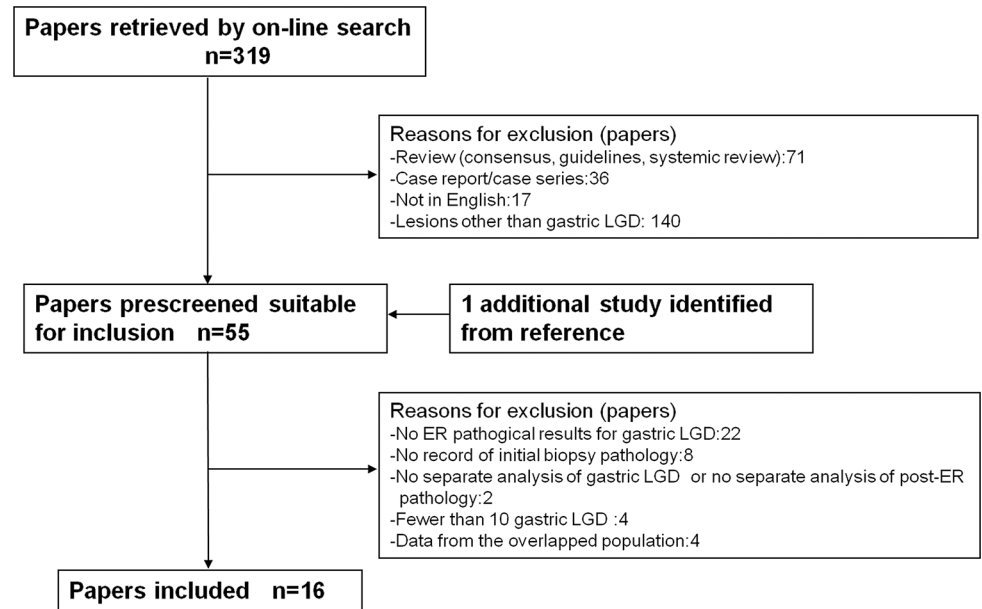 Papers retrieved by on-line search
n=319
Reasons for exclusion (papers)
-Review (consensus, guidelines, systemic review):71
-Case report/case series:36
-Not in English:17
-Lesions other than gastric LGD: 140
Papers prescreened suitable
for inclusion n=55
1 additional study identified
from reference
Reasons for exclusion (papers)
-No ER pathogical results for gastric LGD:22
-No record of initial biopsy pathology:8
-No separate analysis of gastric LGD or no separate analysis of post-ER
pathology:2
-Fewer than 10 gastric LGD :4
-Data from the overlapped population:4
Papers included n=16